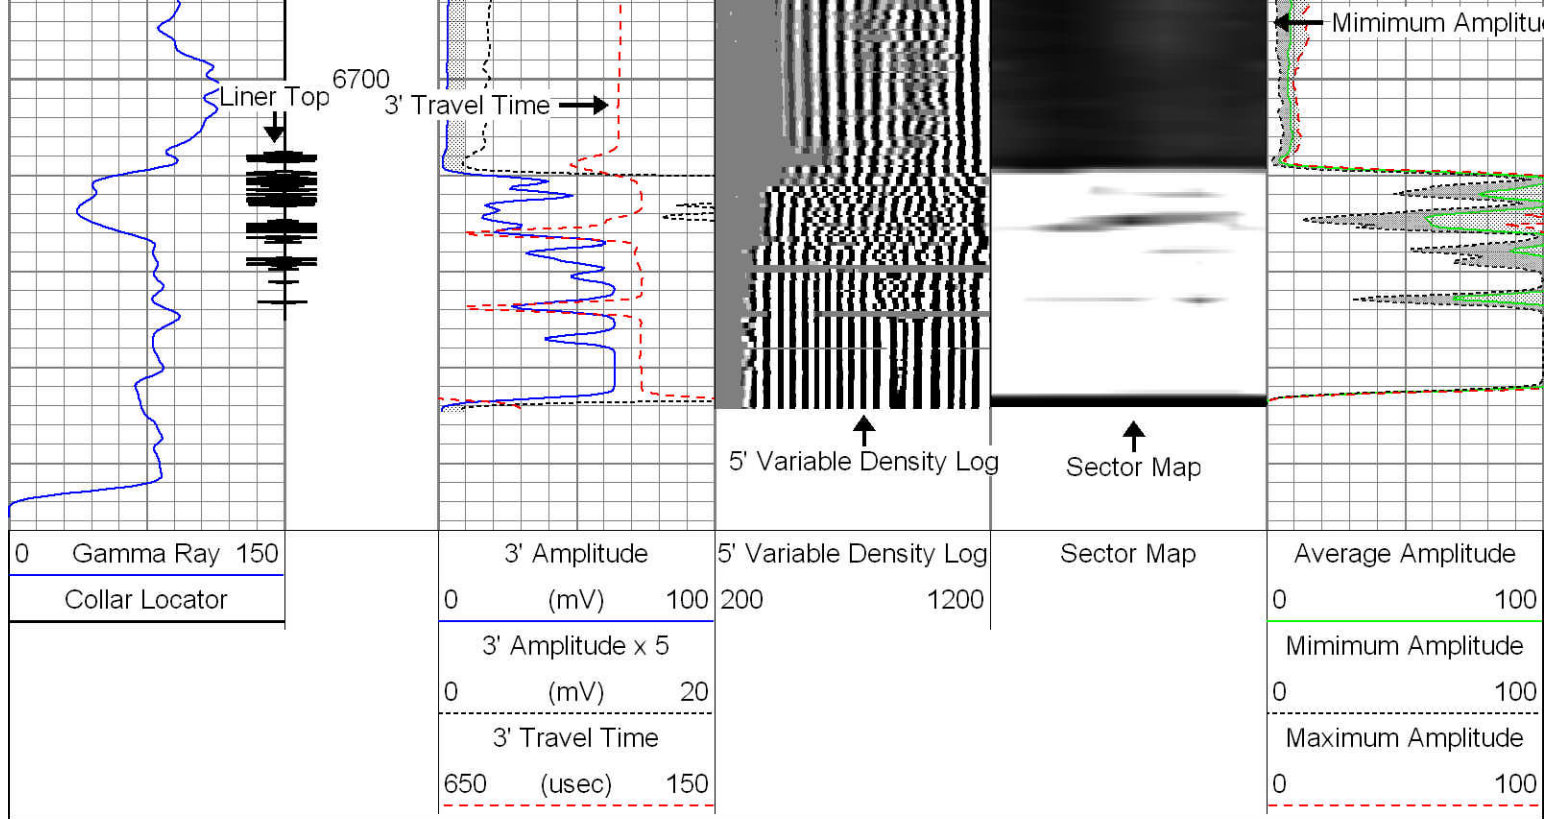 Mimimum Amplitu
6700
Liner Top
3' Travel Time
5' Variable Density Log
Sector Map
0 Gamma Ray 150
Collar Locator
3' Amplitude
0 (mV) 100
3' Amplitude x 5
0 (mV) 20
3' Travel Time
650 (usec) 150
5' Variable Density Log
200 1200
Sector Map
Average Amplitude
0 100
Mimimum Amplitude
0 100
Maximum Amplitude
0 100